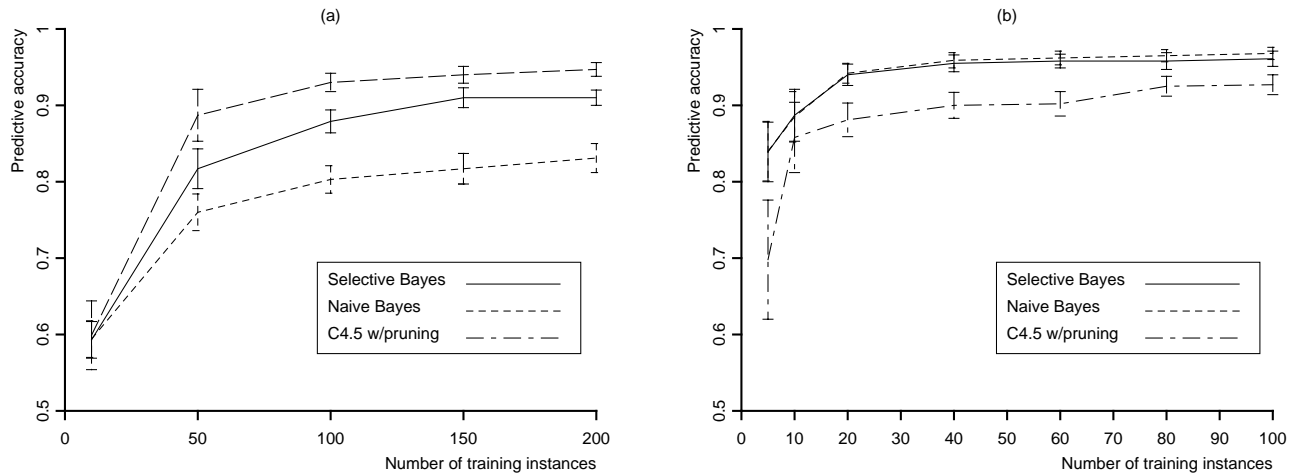 (a)
Predictive accuracy
1
0.9
0.8
0.7
0.6
0.5
0
50
100
150
200
Number of training instances
Selective Bayes
Naive Bayes
C4.5 w/pruning
(b)
Predictive accuracy
1
0.9
0.8
0.7
0.6
0.5
0
10
20
30
40
50
60
70
80
90
100
Number of training instances
Selective Bayes
Naive Bayes
C4.5 w/pruning